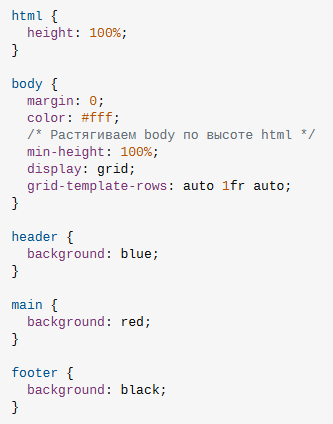 html {
  height: 100%;
}

body {
  margin: 0;
  color: #fff;
  /* Растягиваем body по высоте html */
  min-height: 100%;
  display: grid;
  grid-template-rows: auto 1fr auto;
}

header {
  background: blue;
}

main {
  background: red;
}

footer {
  background: black;
}